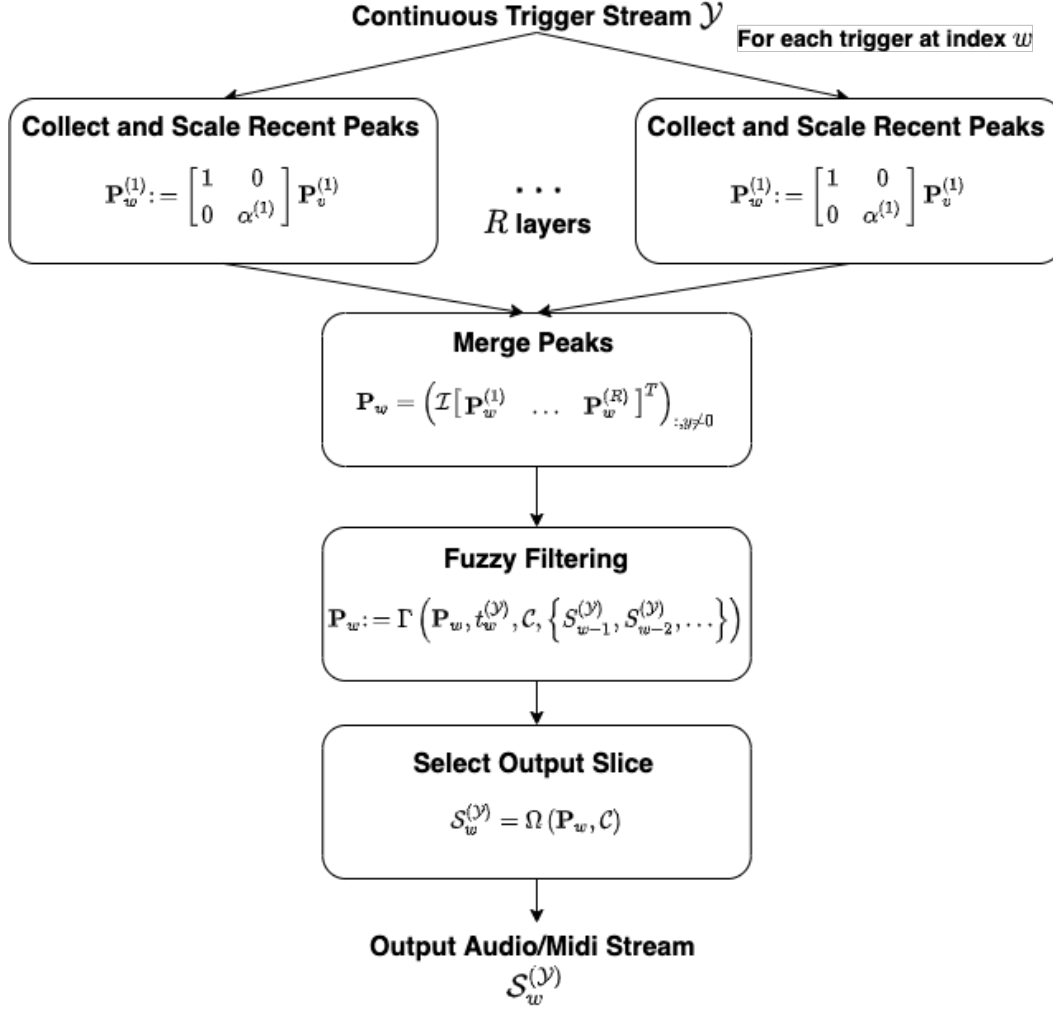 Continuous Trigger Stream 𝒴
For each trigger at index w
Collect and Scale Recent Peaks
P_w^{(1)} := [1 0; 0 α^{(1)}] P_v^{(1)}
Collect and Scale Recent Peaks
P_w^{(1)} := [1 0; 0 α^{(1)}] P_v^{(1)}
...
R layers
Merge Peaks
P_w = (ℐ[P_w^{(1)} … P_w^{(R)}]^T)_{:,y≠0}
Fuzzy Filtering
P_w := Γ(P_w, t_w^{(𝒴)}, 𝒞, {S_{w−1}^{(𝒴)}, S_{w−2}^{(𝒴)}, …})
Select Output Slice
𝒮_w^{(𝒴)} = Ω(P_w, 𝒞)
Output Audio/Midi Stream
𝒮_w^{(𝒴)}